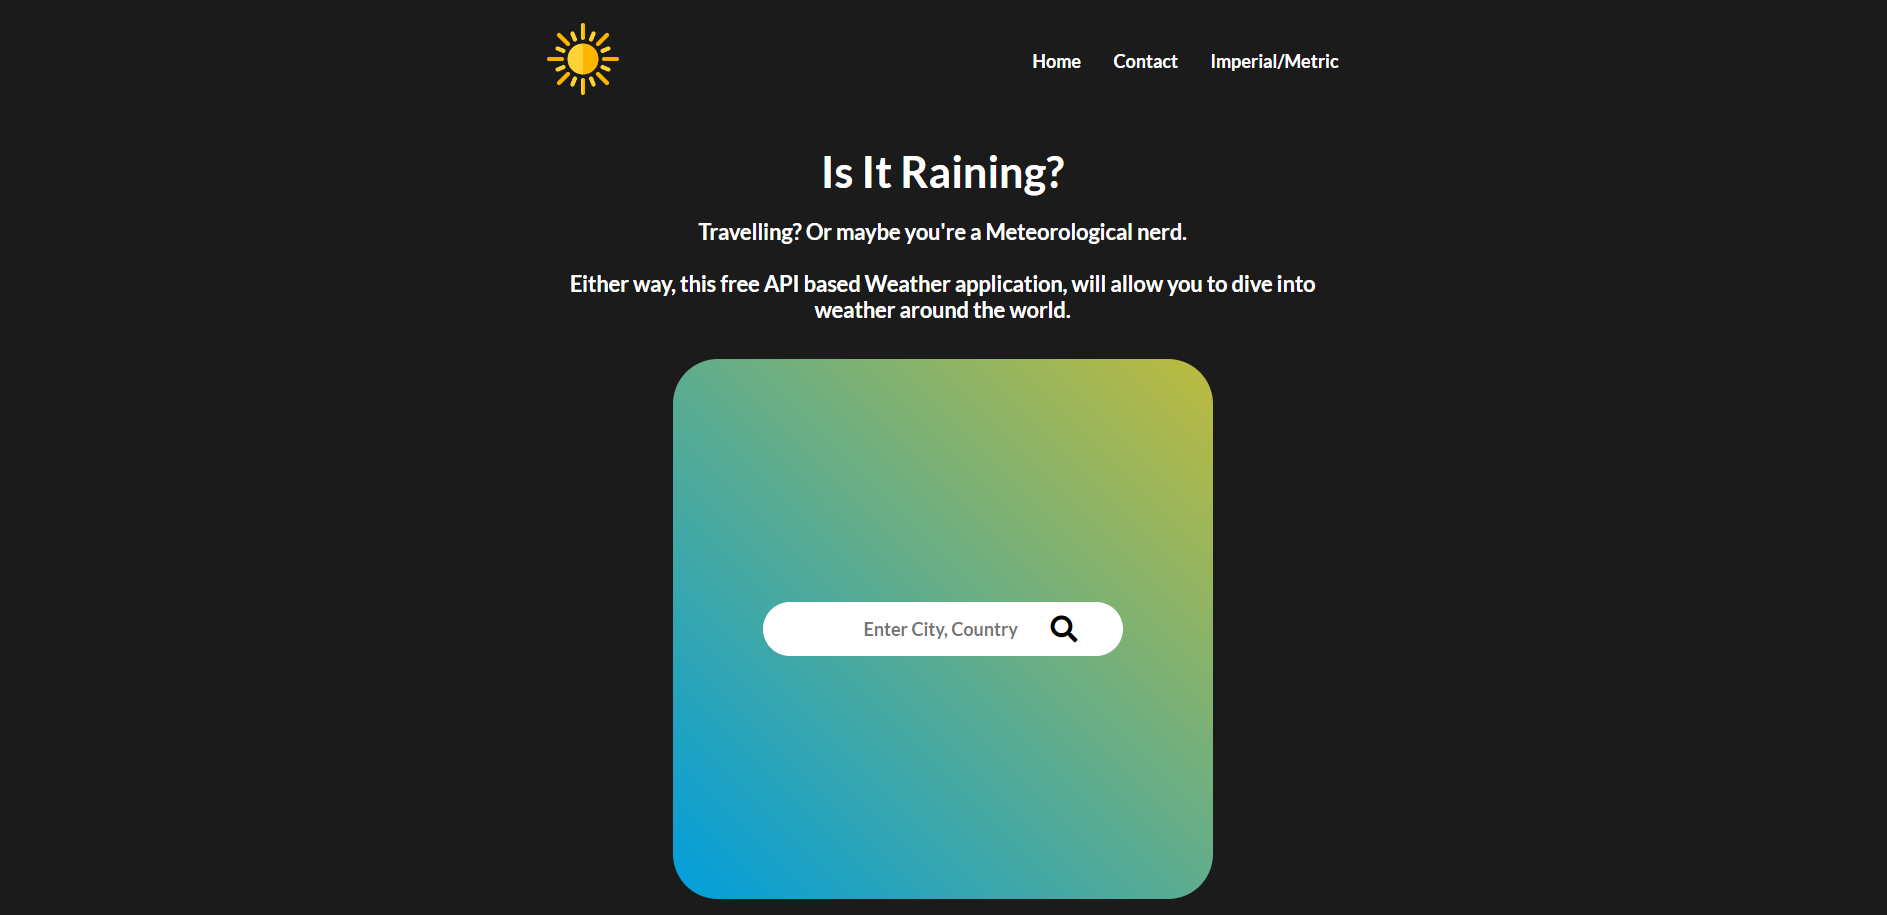 Home Contact Imperial/Metric
Is It Raining?
Travelling? Or maybe you're a Meteorological nerd.
Either way, this free API based Weather application, will allow you to dive into
weather around the world.
Enter City, Country